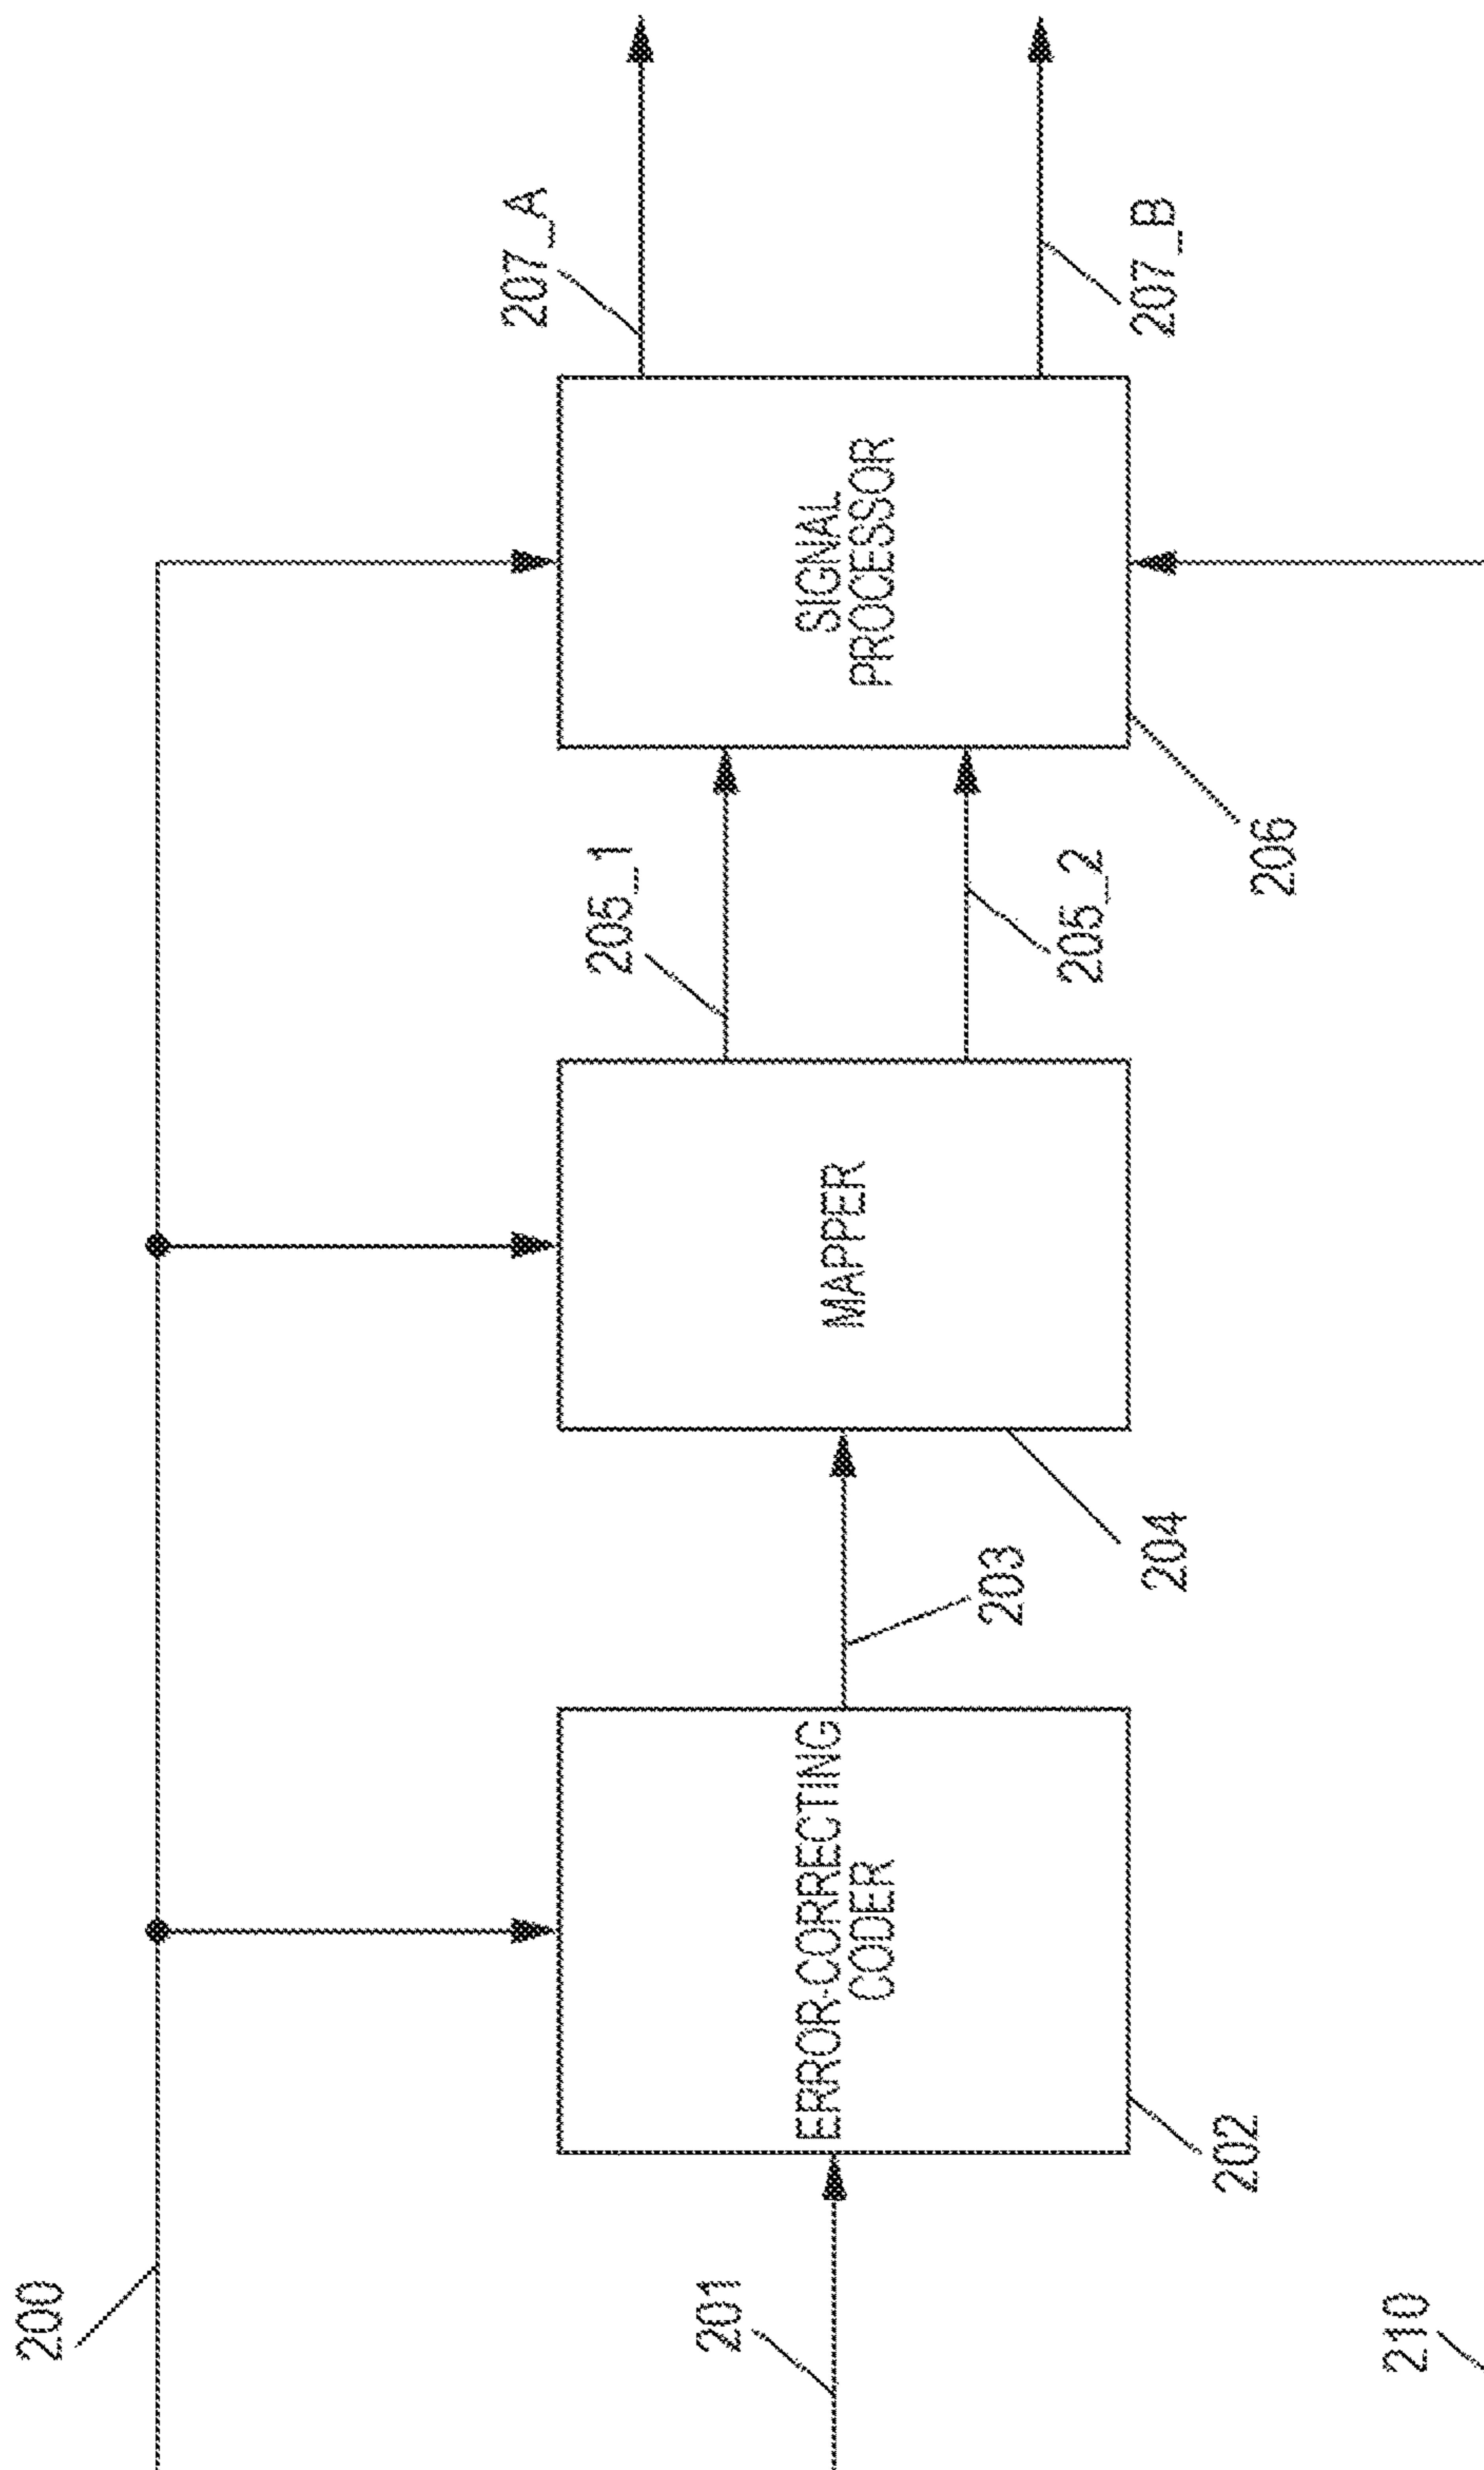 200
201
ERROR-CORRECTING
CODER
202
203
MAPPER
204
205_1
205_2
SIGNAL
PROCESSOR
206
207_A
207_B
210